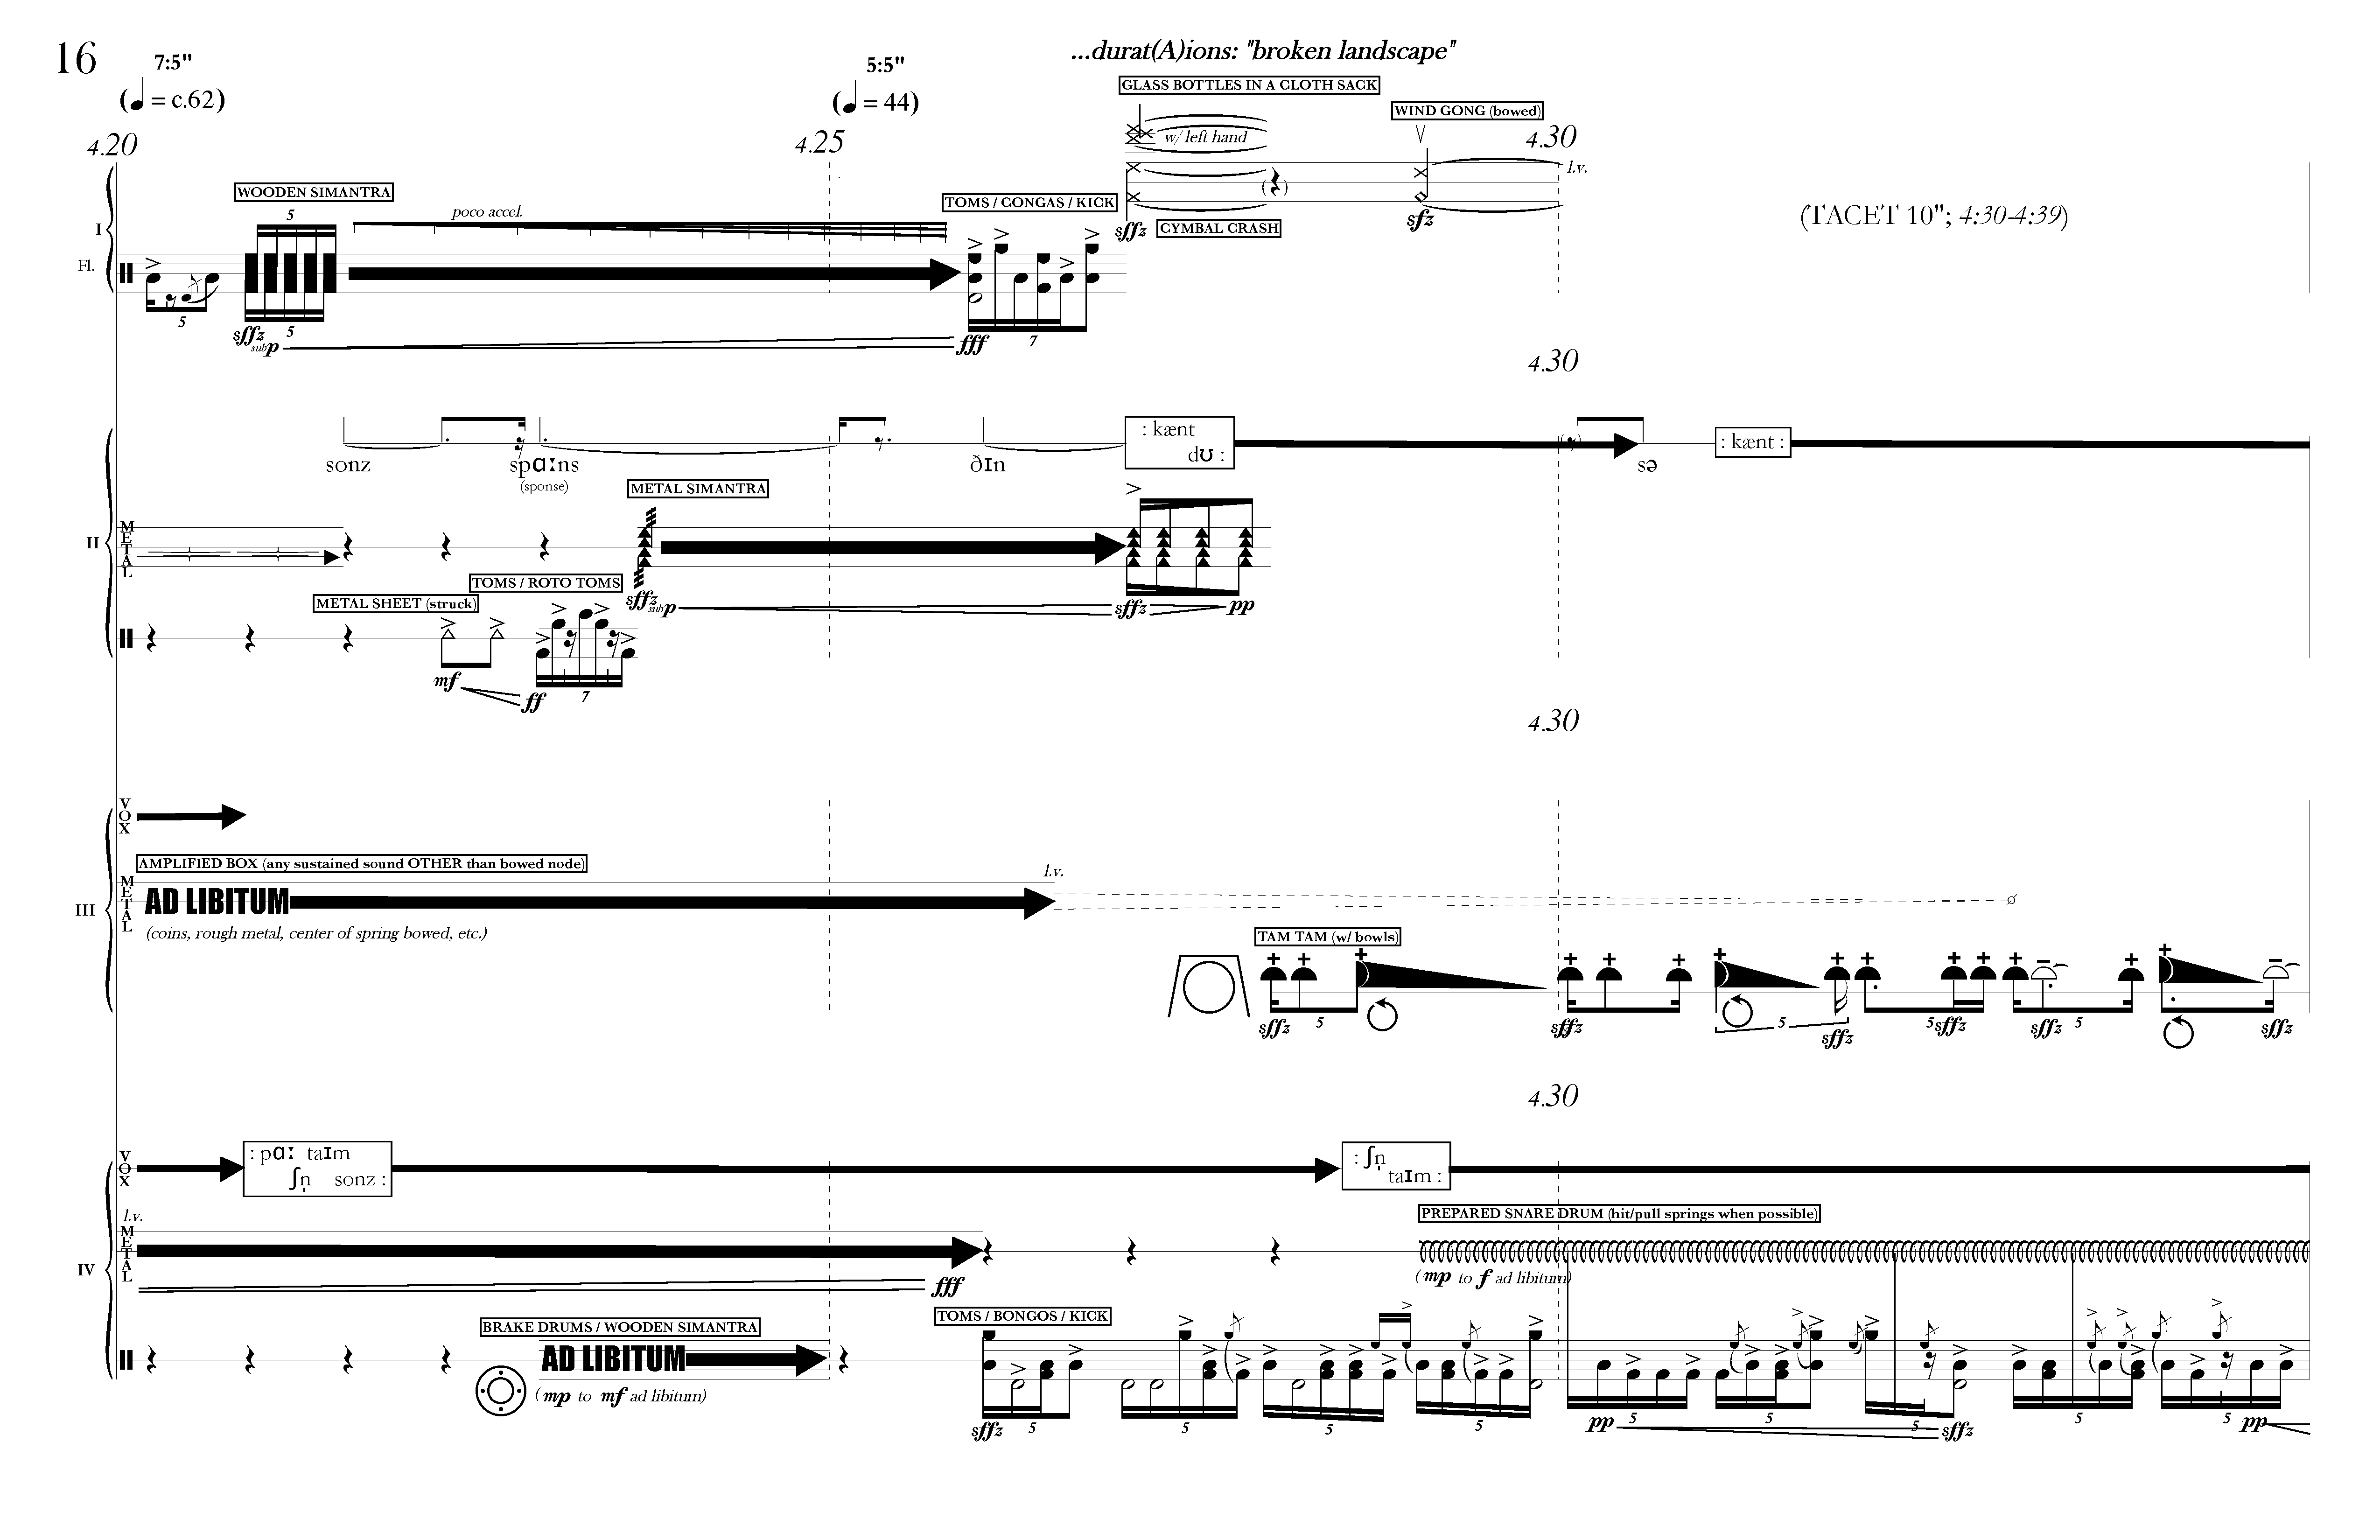 16
7:5"
(♩ = c.62)
5:5"
(♩ = 44)
...durat(A)ions: "broken landscape"
4.20
4.25
4.30
GLASS BOTTLES IN A CLOTH SACK
w/ left hand
WIND GONG (bowed)
l.v.
WOODEN SIMANTRA
5
poco accel.
TOMS / CONGAS / KICK
sffz
CYMBAL CRASH
sfz
(TACET 10"; 4:30-4:39)
I
Fl.
5
sffz
5
sub p
fff
7
4.30
: kænt
dʊ :
: kænt :
sonz
spɑːns
(sponse)
ðɪn
sə
METAL SIMANTRA
II
METAL
TOMS / ROTO TOMS
METAL SHEET (struck)
sffz
sub p
sffz
pp
mf
ff
7
4.30
VOX
AMPLIFIED BOX (any sustained sound OTHER than bowed node)
l.v.
III
METAL
AD LIBITUM
(coins, rough metal, center of spring bowed, etc.)
TAM TAM (w/ bowls)
sffz
5
sffz
5
sffz
5
sffz
sffz
5
sffz
4.30
VOX
: pɑː taɪm
ʃn̩ sonz :
: ʃn̩
taɪm :
l.v.
PREPARED SNARE DRUM (hit/pull springs when possible)
IV
METAL
fff
(mp to f ad libitum)
TOMS / BONGOS / KICK
BRAKE DRUMS / WOODEN SIMANTRA
AD LIBITUM
(mp to mf ad libitum)
sffz
5
5
5
5
pp
5
5
5
sffz
5
5
pp